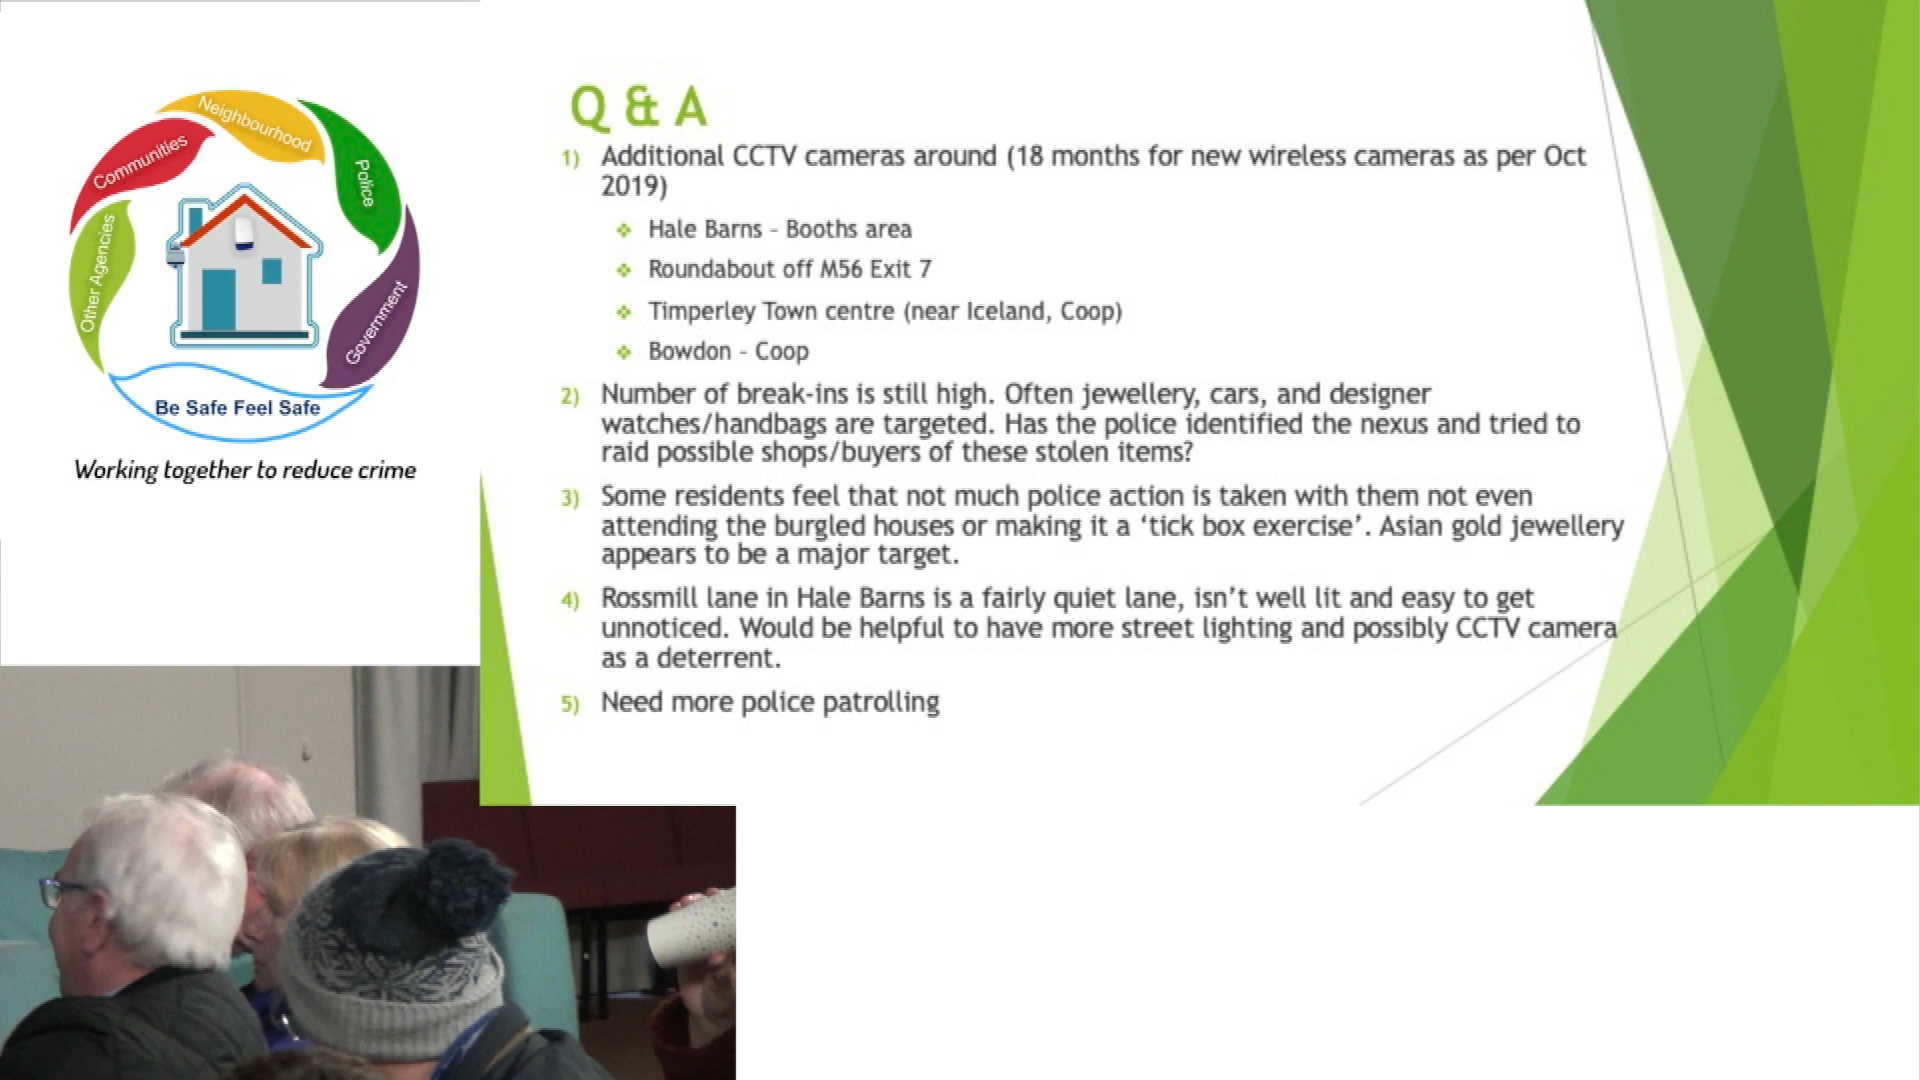 Neighbourhood
Communities
Police
Other Agencies
Government
Be Safe Feel Safe
Working together to reduce crime
Q & A
1) Additional CCTV cameras around (18 months for new wireless cameras as per Oct
2019)
❖ Hale Barns - Booths area
❖ Roundabout off M56 Exit 7
❖ Timperley Town centre (near Iceland, Coop)
❖ Bowdon - Coop
2) Number of break-ins is still high. Often jewellery, cars, and designer
watches/handbags are targeted. Has the police identified the nexus and tried to
raid possible shops/buyers of these stolen items?
3) Some residents feel that not much police action is taken with them not even
attending the burgled houses or making it a ‘tick box exercise’. Asian gold jewellery
appears to be a major target.
4) Rossmill lane in Hale Barns is a fairly quiet lane, isn’t well lit and easy to get
unnoticed. Would be helpful to have more street lighting and possibly CCTV camera
as a deterrent.
5) Need more police patrolling